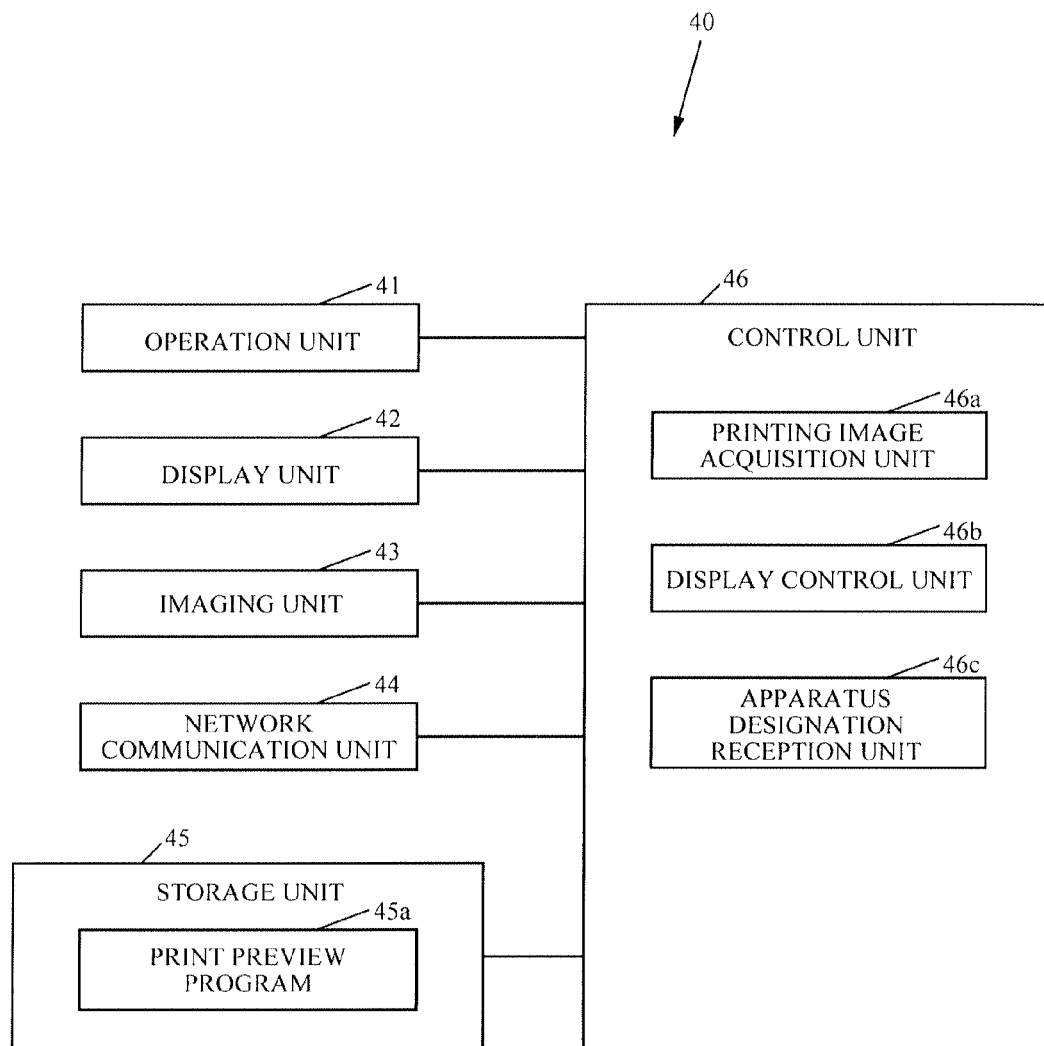 40
41
OPERATION UNIT
42
DISPLAY UNIT
43
IMAGING UNIT
44
NETWORK
COMMUNICATION UNIT
45
STORAGE UNIT
45a
PRINT PREVIEW
PROGRAM
46
CONTROL UNIT
46a
PRINTING IMAGE
ACQUISITION UNIT
46b
DISPLAY CONTROL UNIT
46c
APPARATUS
DESIGNATION
RECEPTION UNIT